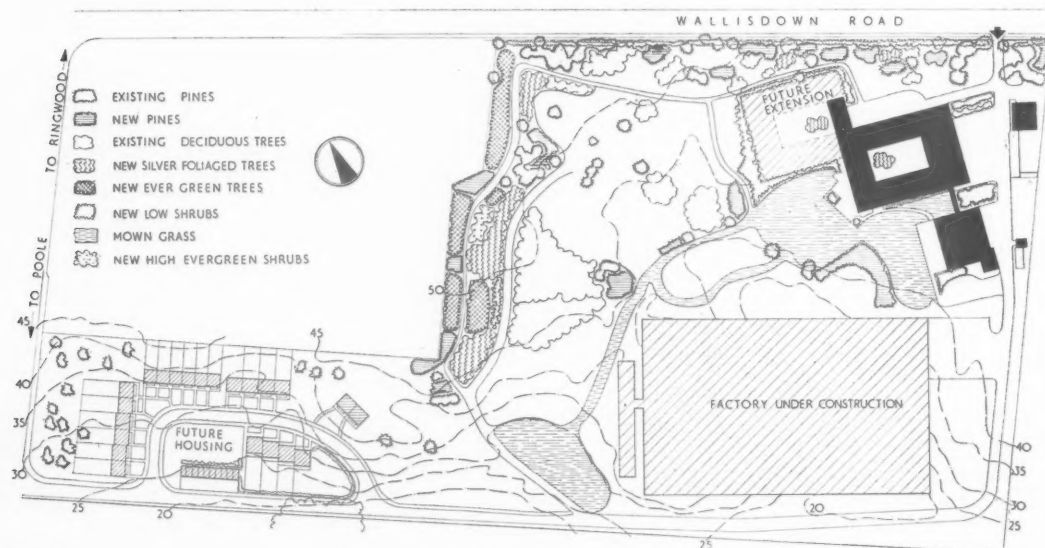 WALLISDOWN ROAD
TO RINGWOOD
TO POOLE
EXISTING PINES
NEW PINES
EXISTING DECIDUOUS TREES
NEW SILVER FOLIAGED TREES
NEW EVER GREEN TREES
NEW LOW SHRUBS
MOWN GRASS
NEW HIGH EVERGREEN SHRUBS
FUTURE
EXTENSION
50
45
45
40
35
30
FUTURE
HOUSING
FACTORY UNDER CONSTRUCTION
40
35
30
25
25
20
20
25